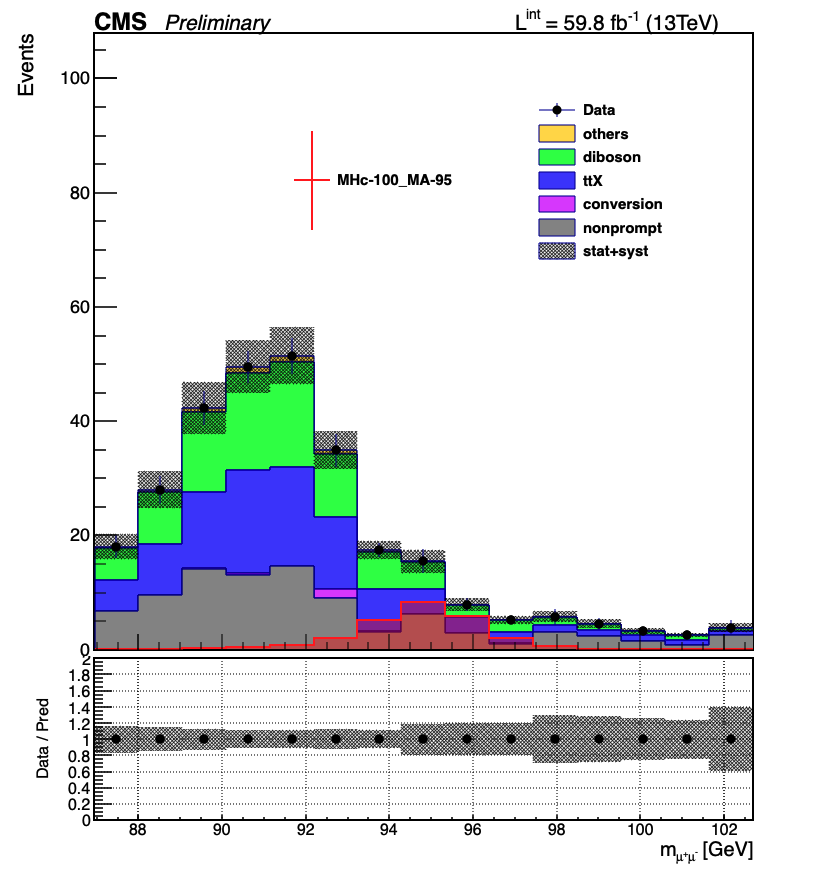 CMS Preliminary L^int = 59.8 fb^-1 (13TeV)
Events
100
80
60
40
20
0
Data
others
diboson
ttX
conversion
nonprompt
stat+syst
MHc-100_MA-95
Data / Pred
2
1.8
1.6
1.4
1.2
1
0.8
0.6
0.4
0.2
0
88 90 92 94 96 98 100 102
m_μ⁺μ⁻ [GeV]